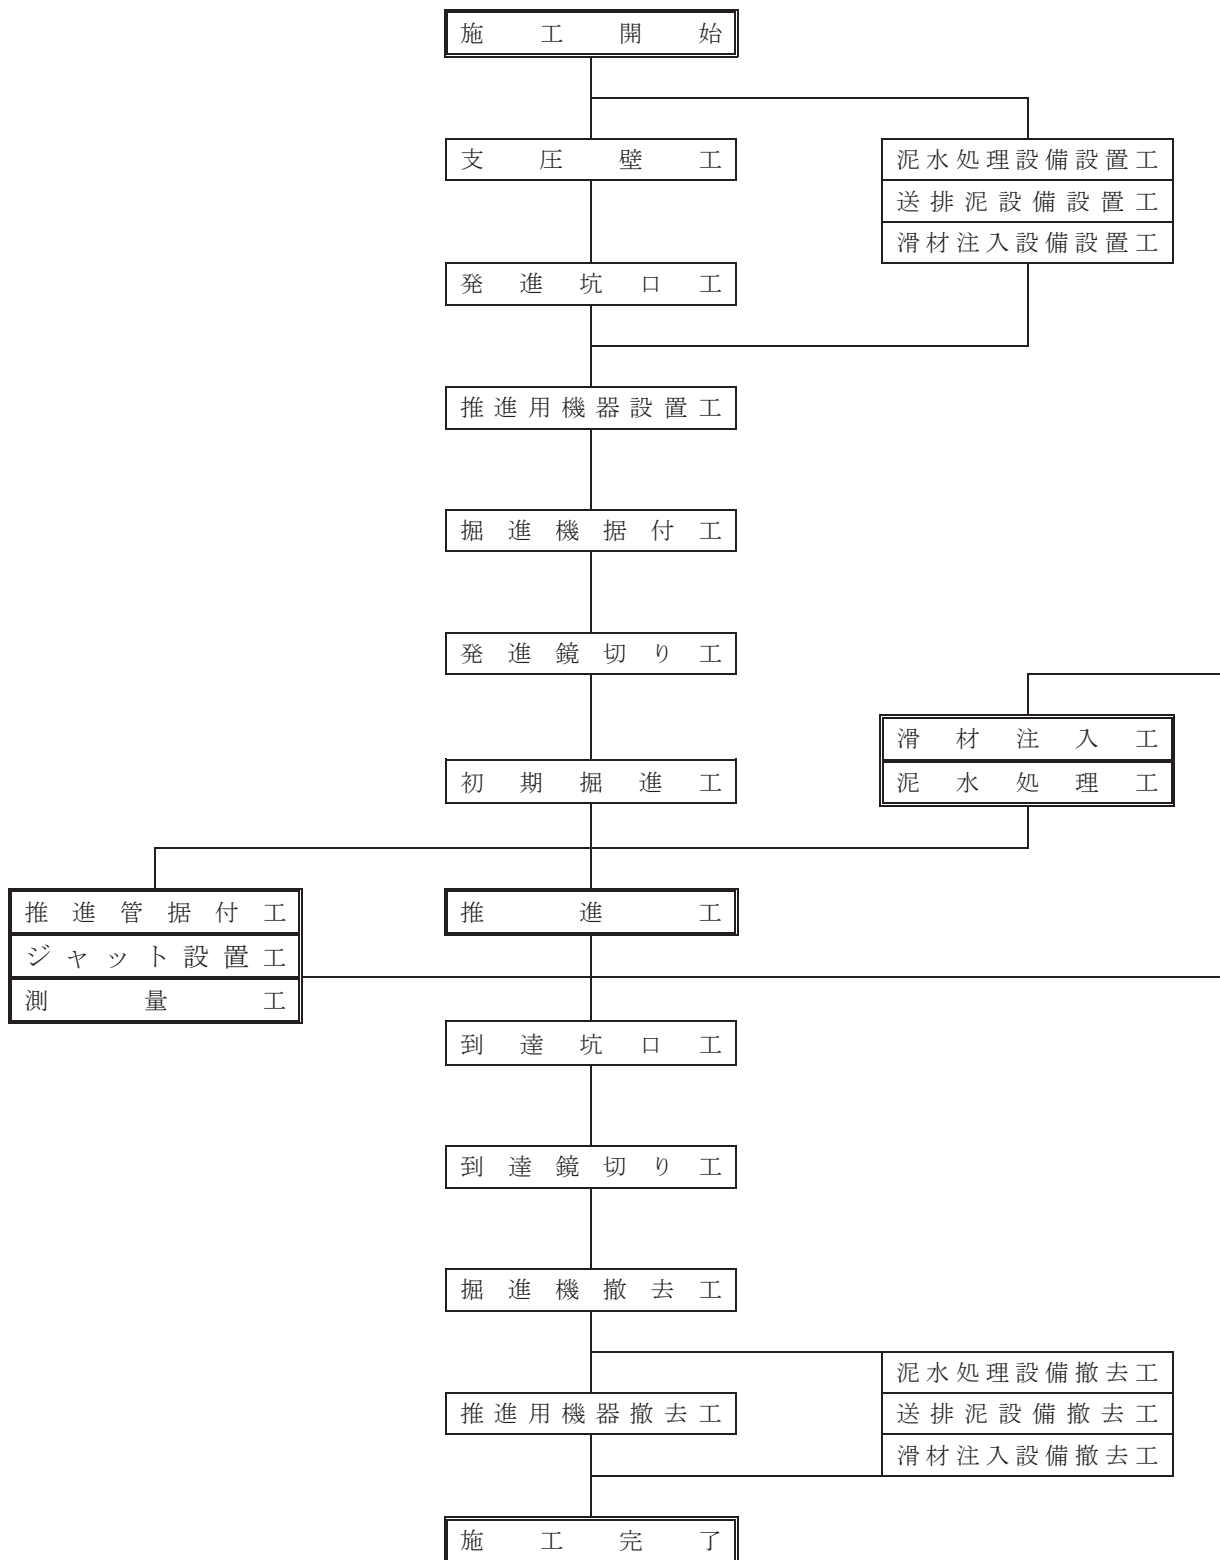 施工開始
支圧壁工
泥水処理設備設置工
送排泥設備設置工
滑材注入設備設置工
発進坑口工
推進用機器設置工
掘進機据付工
発進鏡切り工
滑材注入工
泥水処理工
初期掘進工
推進管据付工
ジャット設置工
測量工
推進工
到達坑口工
到達鏡切り工
掘進機撤去工
泥水処理設備撤去工
送排泥設備撤去工
滑材注入設備撤去工
推進用機器撤去工
施工完了